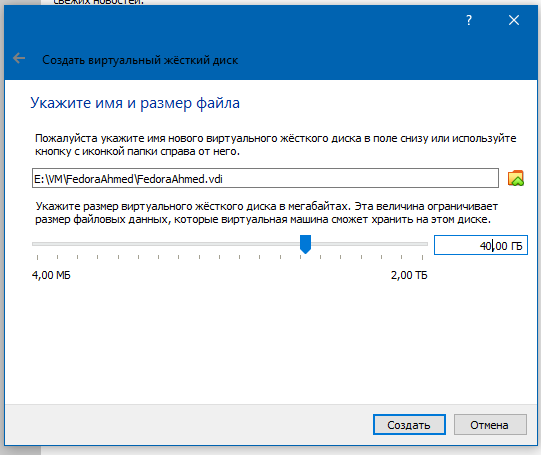 свежих новостей.
?
Создать виртуальный жёсткий диск
Укажите имя и размер файла
Пожалуйста укажите имя нового виртуального жёсткого диска в поле снизу или используйте
кнопку с иконкой папки справа от него.
E:\VM\FedoraAhmed\FedoraAhmed.vdi
Укажите размер виртуального жёсткого диска в мегабайтах. Эта величина ограничивает
размер файловых данных, которые виртуальная машина сможет хранить на этом диске.
40,00 ГБ
4,00 МБ
2,00 ТБ
Создать
Отмена